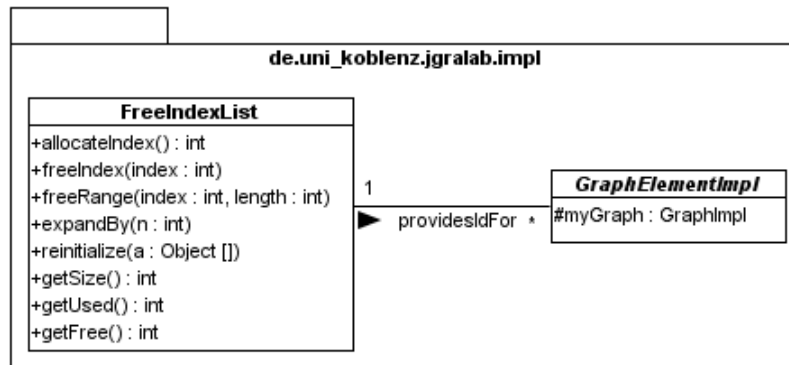 de.uni_koblenz.jgralab.impl
FreeIndexList
+allocateIndex() : int
+freeIndex(index : int)
+freeRange(index : int, length : int)
+expandBy(n : int)
+reinitialize(a : Object [])
+getSize() : int
+getUsed() : int
+getFree() : int
1
providesIdFor *
GraphElementImpl
#myGraph : GraphImpl